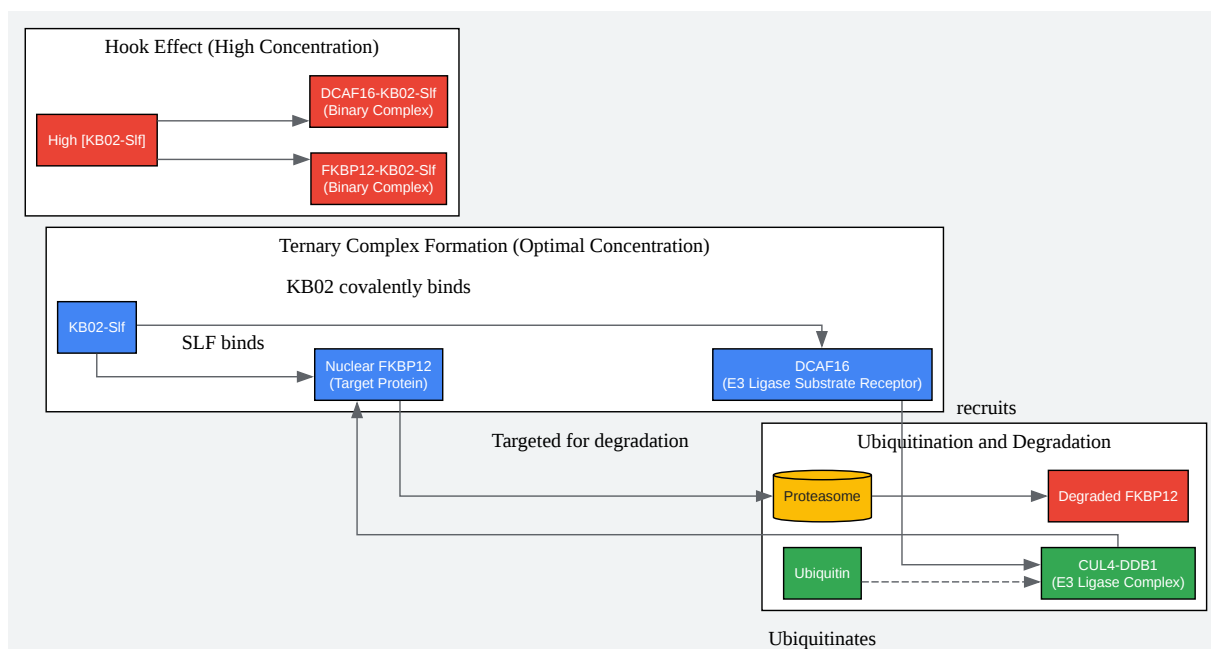 Hook Effect (High Concentration)
DCAF16-KB02-Slf
(Binary Complex)
High [KB02-Slf]
FKBP12-KB02-Slf
(Binary Complex)
Ternary Complex Formation (Optimal Concentration)
KB02 covalently binds
KB02-Slf
SLF binds
Nuclear FKBP12
(Target Protein)
DCAF16
(E3 Ligase Substrate Receptor)
recruits
Targeted for degradation
Ubiquitination and Degradation
Proteasome
Degraded FKBP12
Ubiquitin
CUL4-DDB1
(E3 Ligase Complex)
Ubiquitinates